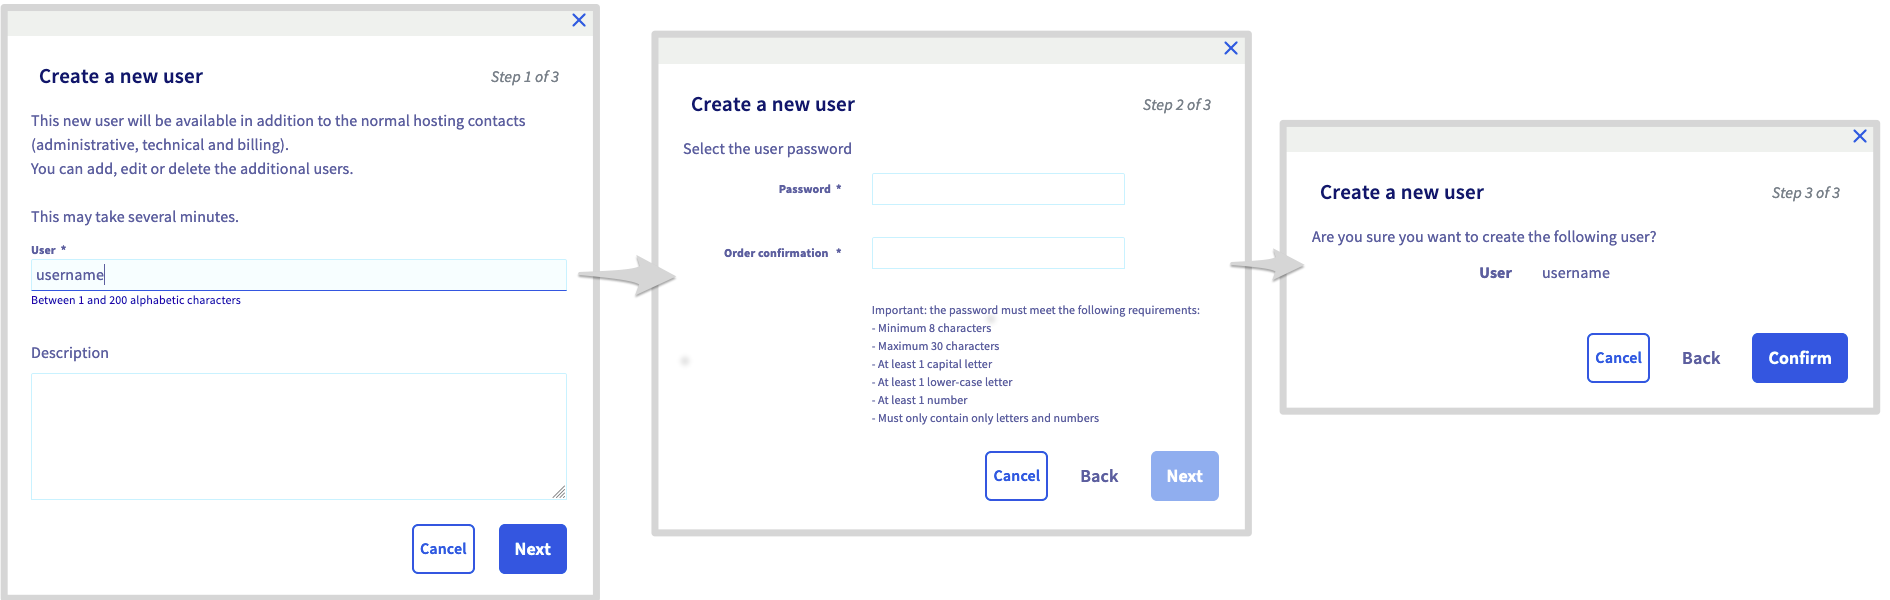 Create a new user
Step 1 of 3
This new user will be available in addition to the normal hosting contacts
(administrative, technical and billing).
You can add, edit or delete the additional users.
This may take several minutes.
User *
username
Between 1 and 200 alphabetic characters
Description
Cancel
Next
Create a new user
Step 2 of 3
Select the user password
Password *
Order confirmation *
Important: the password must meet the following requirements:
- Minimum 8 characters
- Maximum 30 characters
- At least 1 capital letter
- At least 1 lower-case letter
- At least 1 number
- Must only contain only letters and numbers
Cancel
Back
Next
Create a new user
Step 3 of 3
Are you sure you want to create the following user?
User username
Cancel
Back
Confirm